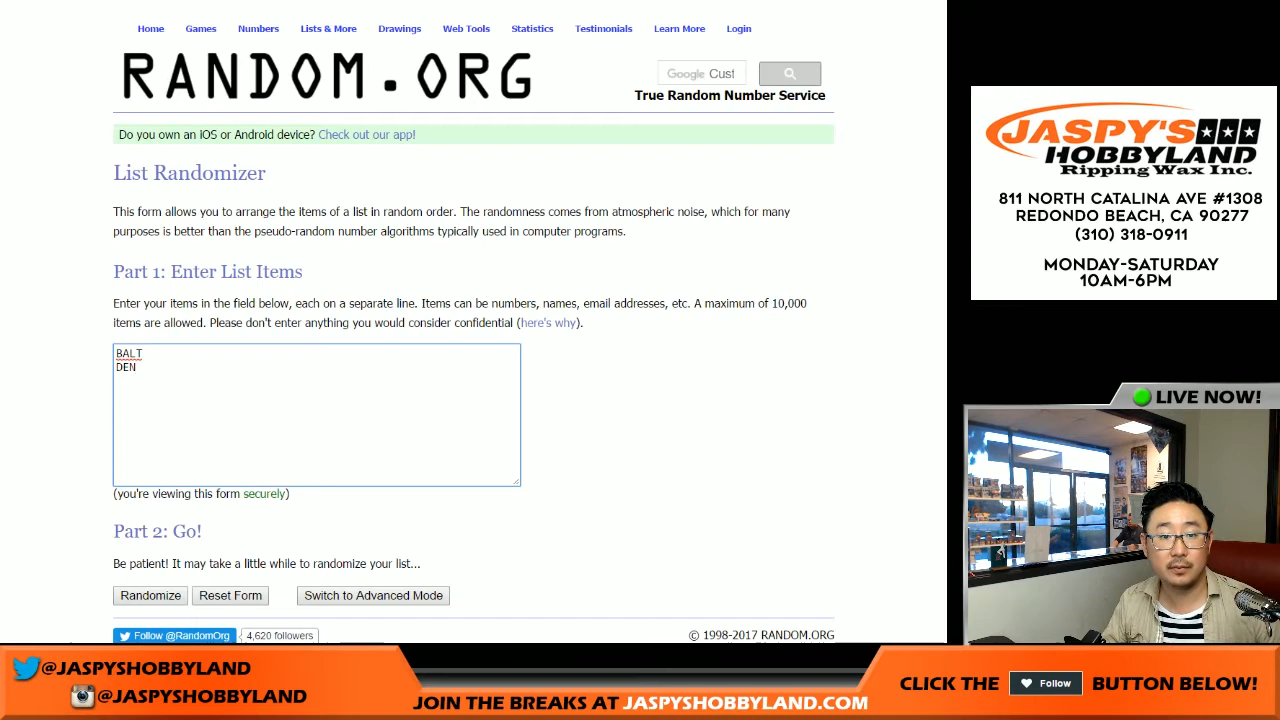 Home Games Numbers Lists & More Drawings Web Tools Statistics Testimonials Learn More Login
RANDOM.ORG
Google Cust
True Random Number Service
Do you own an iOS or Android device? Check out our app!
List Randomizer
This form allows you to arrange the items of a list in random order. The randomness comes from atmospheric noise, which for many
purposes is better than the pseudo-random number algorithms typically used in computer programs.
Part 1: Enter List Items
Enter your items in the field below, each on a separate line. Items can be numbers, names, email addresses, etc. A maximum of 10,000
items are allowed. Please don't enter anything you would consider confidential (here's why).
BALT
DEN
(you're viewing this form securely)
Part 2: Go!
Be patient! It may take a little while to randomize your list...
Randomize Reset Form Switch to Advanced Mode
Follow @RandomOrg 4,620 followers
© 1998-2017 RANDOM.ORG
JASPY'S
HOBBYLAND
Ripping Wax Inc.
811 NORTH CATALINA AVE #1308
REDONDO BEACH, CA 90277
(310) 318-0911
MONDAY-SATURDAY
10AM-6PM
LIVE NOW!
@JASPYSHOBBYLAND
@JASPYSHOBBYLAND
JOIN THE BREAKS AT JASPYSHOBBYLAND.COM
CLICK THE Follow BUTTON BELOW!